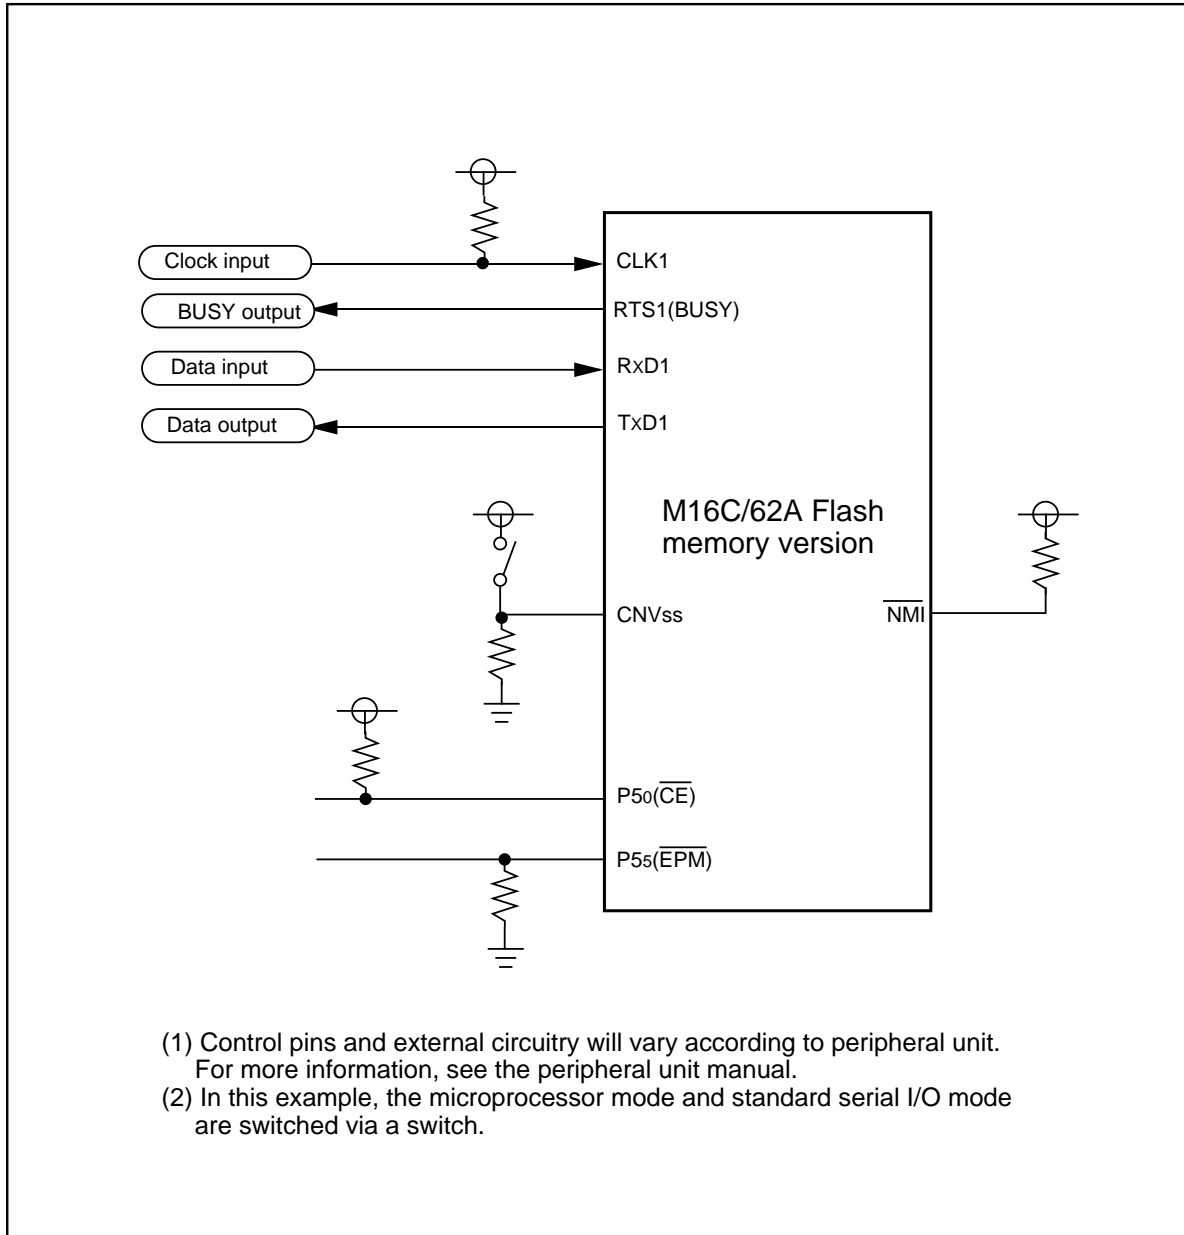 Clock input
CLK1
BUSY output
RTS1(BUSY)
Data input
RxD1
Data output
TxD1
M16C/62A Flash
memory version
CNVss
NMI
P50(CE)
P55(EPM)
(1) Control pins and external circuitry will vary according to peripheral unit.
For more information, see the peripheral unit manual.
(2) In this example, the microprocessor mode and standard serial I/O mode
are switched via a switch.